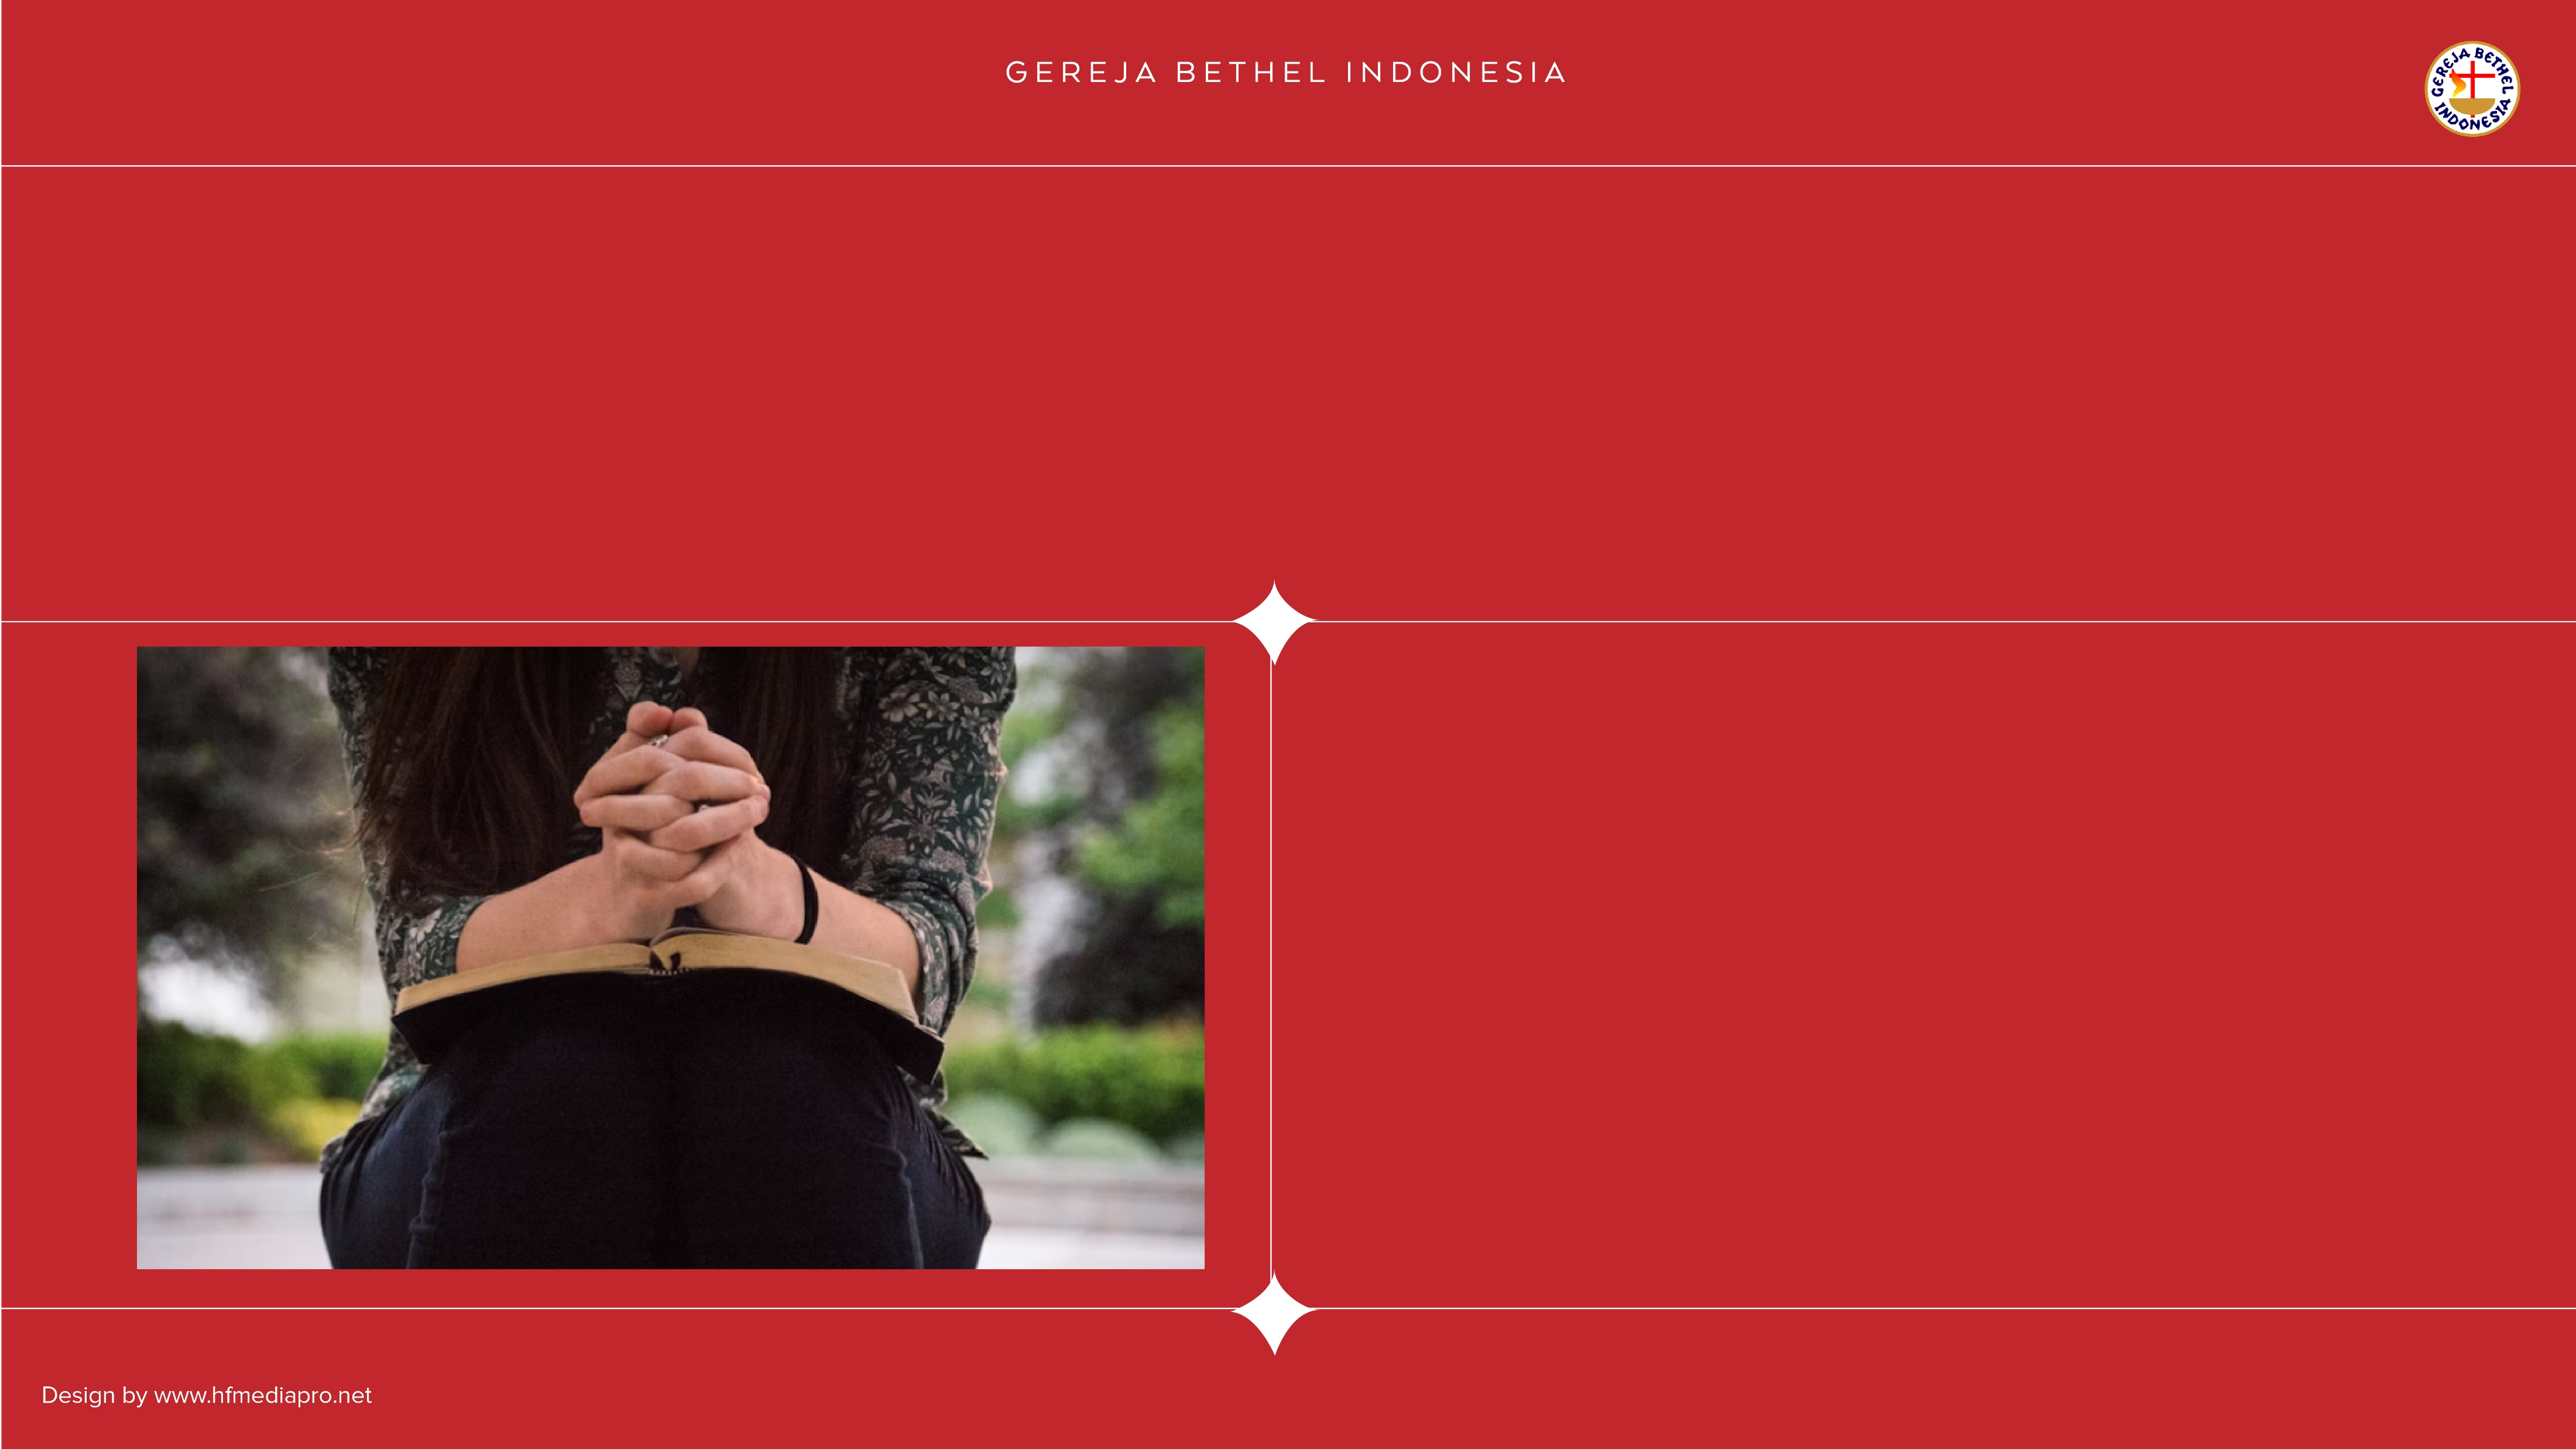 GEREJA BETHEL INDONESIA
GEREJA BETHEL
INDONESIA
Design by www.hfmediapro.net